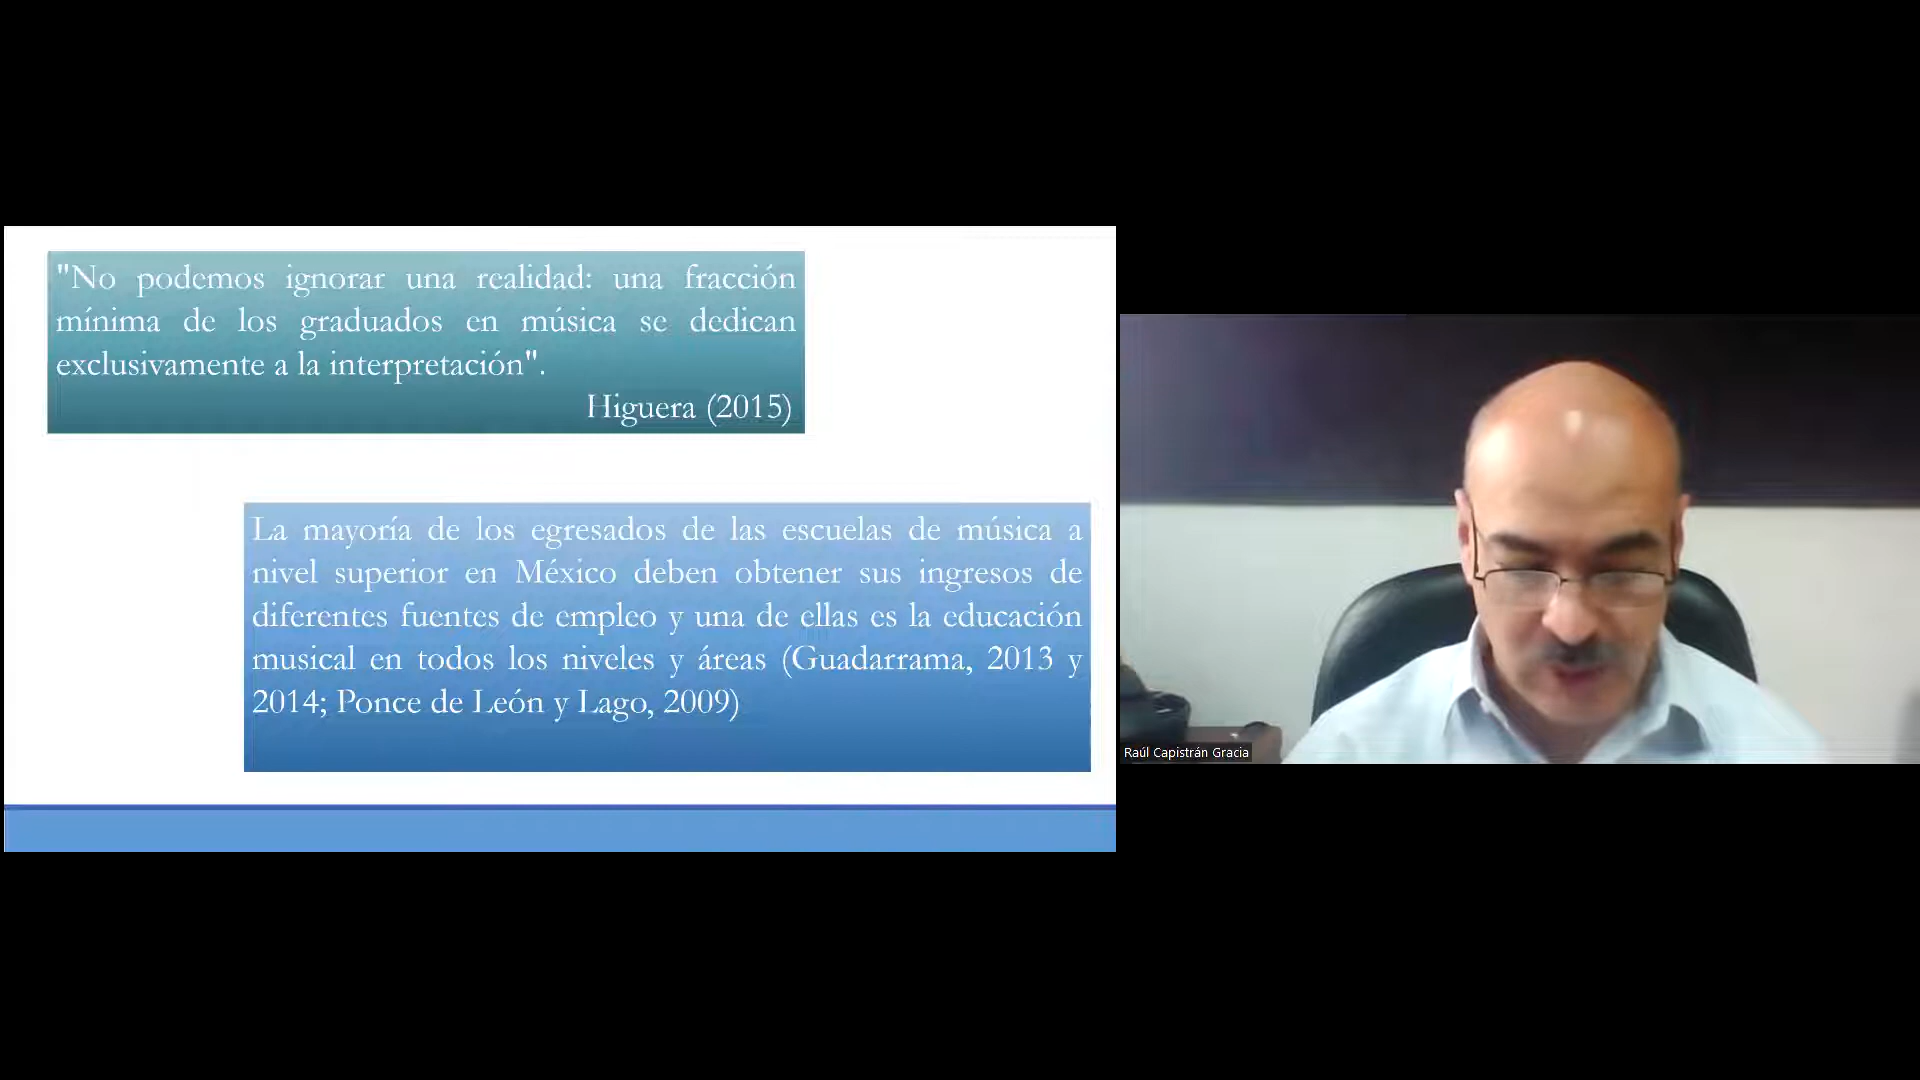 "No podemos ignorar una realidad: una fracción
mínima de los graduados en música se dedican
exclusivamente a la interpretación".
Higuera (2015)
La mayoría de los egresados de las escuelas de música a
nivel superior en México deben obtener sus ingresos de
diferentes fuentes de empleo y una de ellas es la educación
musical en todos los niveles y áreas (Guadarrama, 2013 y
2014; Ponce de León y Lago, 2009)
Raúl Capistrán Gracia